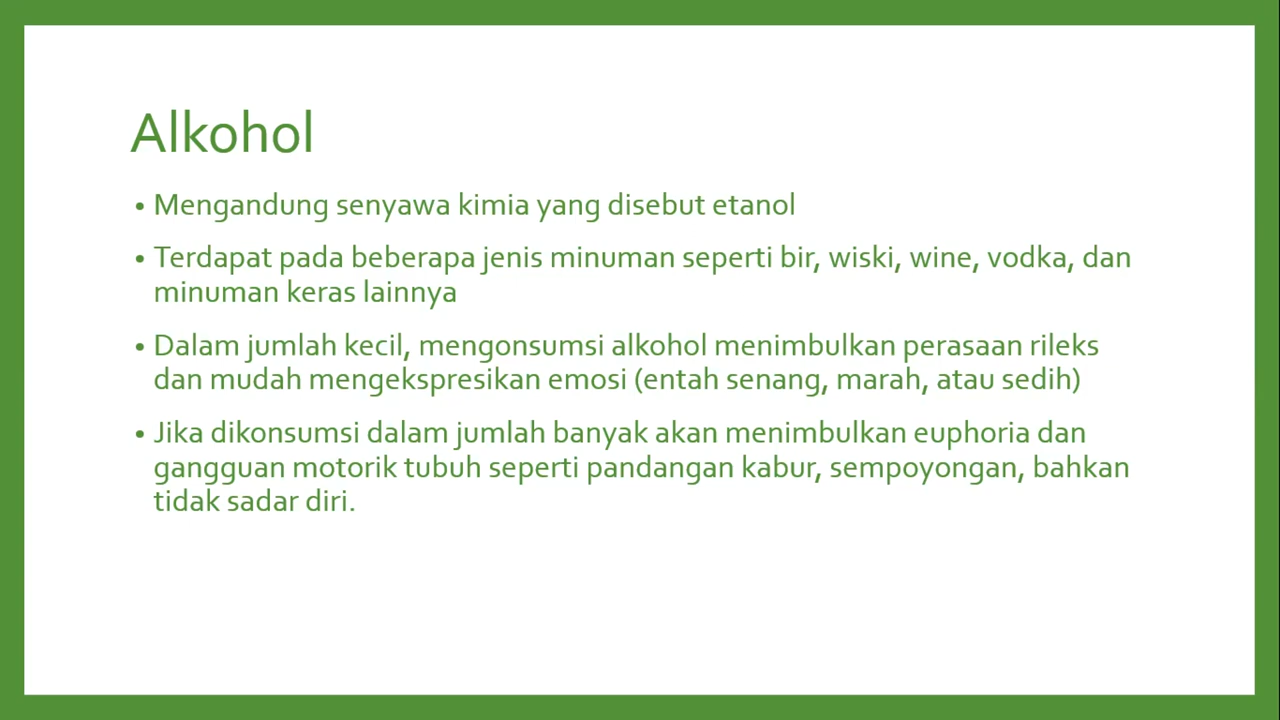 Alkohol
• Mengandung senyawa kimia yang disebut etanol
• Terdapat pada beberapa jenis minuman seperti bir, wiski, wine, vodka, dan
minuman keras lainnya
• Dalam jumlah kecil, mengonsumsi alkohol menimbulkan perasaan rileks
dan mudah mengekspresikan emosi (entah senang, marah, atau sedih)
• Jika dikonsumsi dalam jumlah banyak akan menimbulkan euphoria dan
gangguan motorik tubuh seperti pandangan kabur, sempoyongan, bahkan
tidak sadar diri.